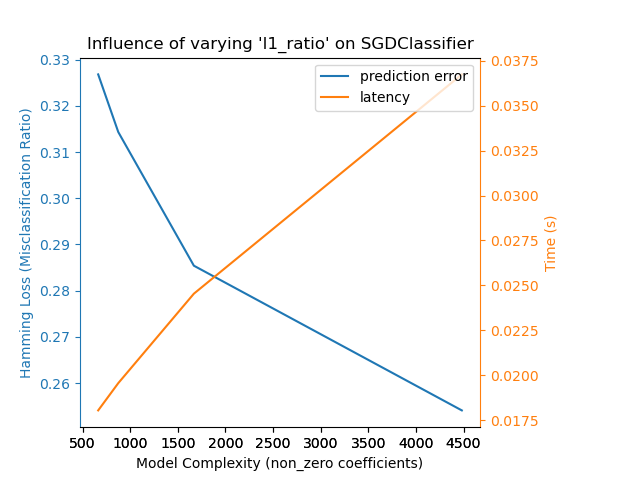 Influence of varying 'l1_ratio' on SGDClassifier
prediction error
latency
Hamming Loss (Misclassification Ratio)
0.33
0.32
0.31
0.30
0.29
0.28
0.27
0.26
0.0375
0.0350
0.0325
0.0300
0.0275
0.0250
0.0225
0.0200
0.0175
Time (s)
500 1000 1500 2000 2500 3000 3500 4000 4500
Model Complexity (non_zero coefficients)